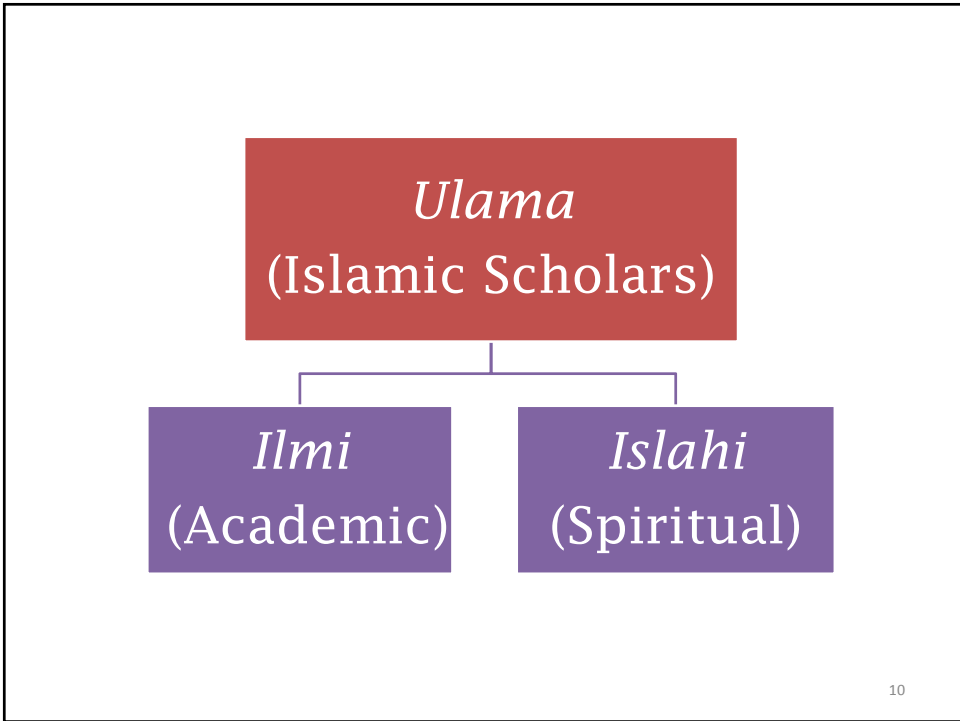 Ulama
(Islamic Scholars)
Ilmi
(Academic)
Islahi
(Spiritual)
10